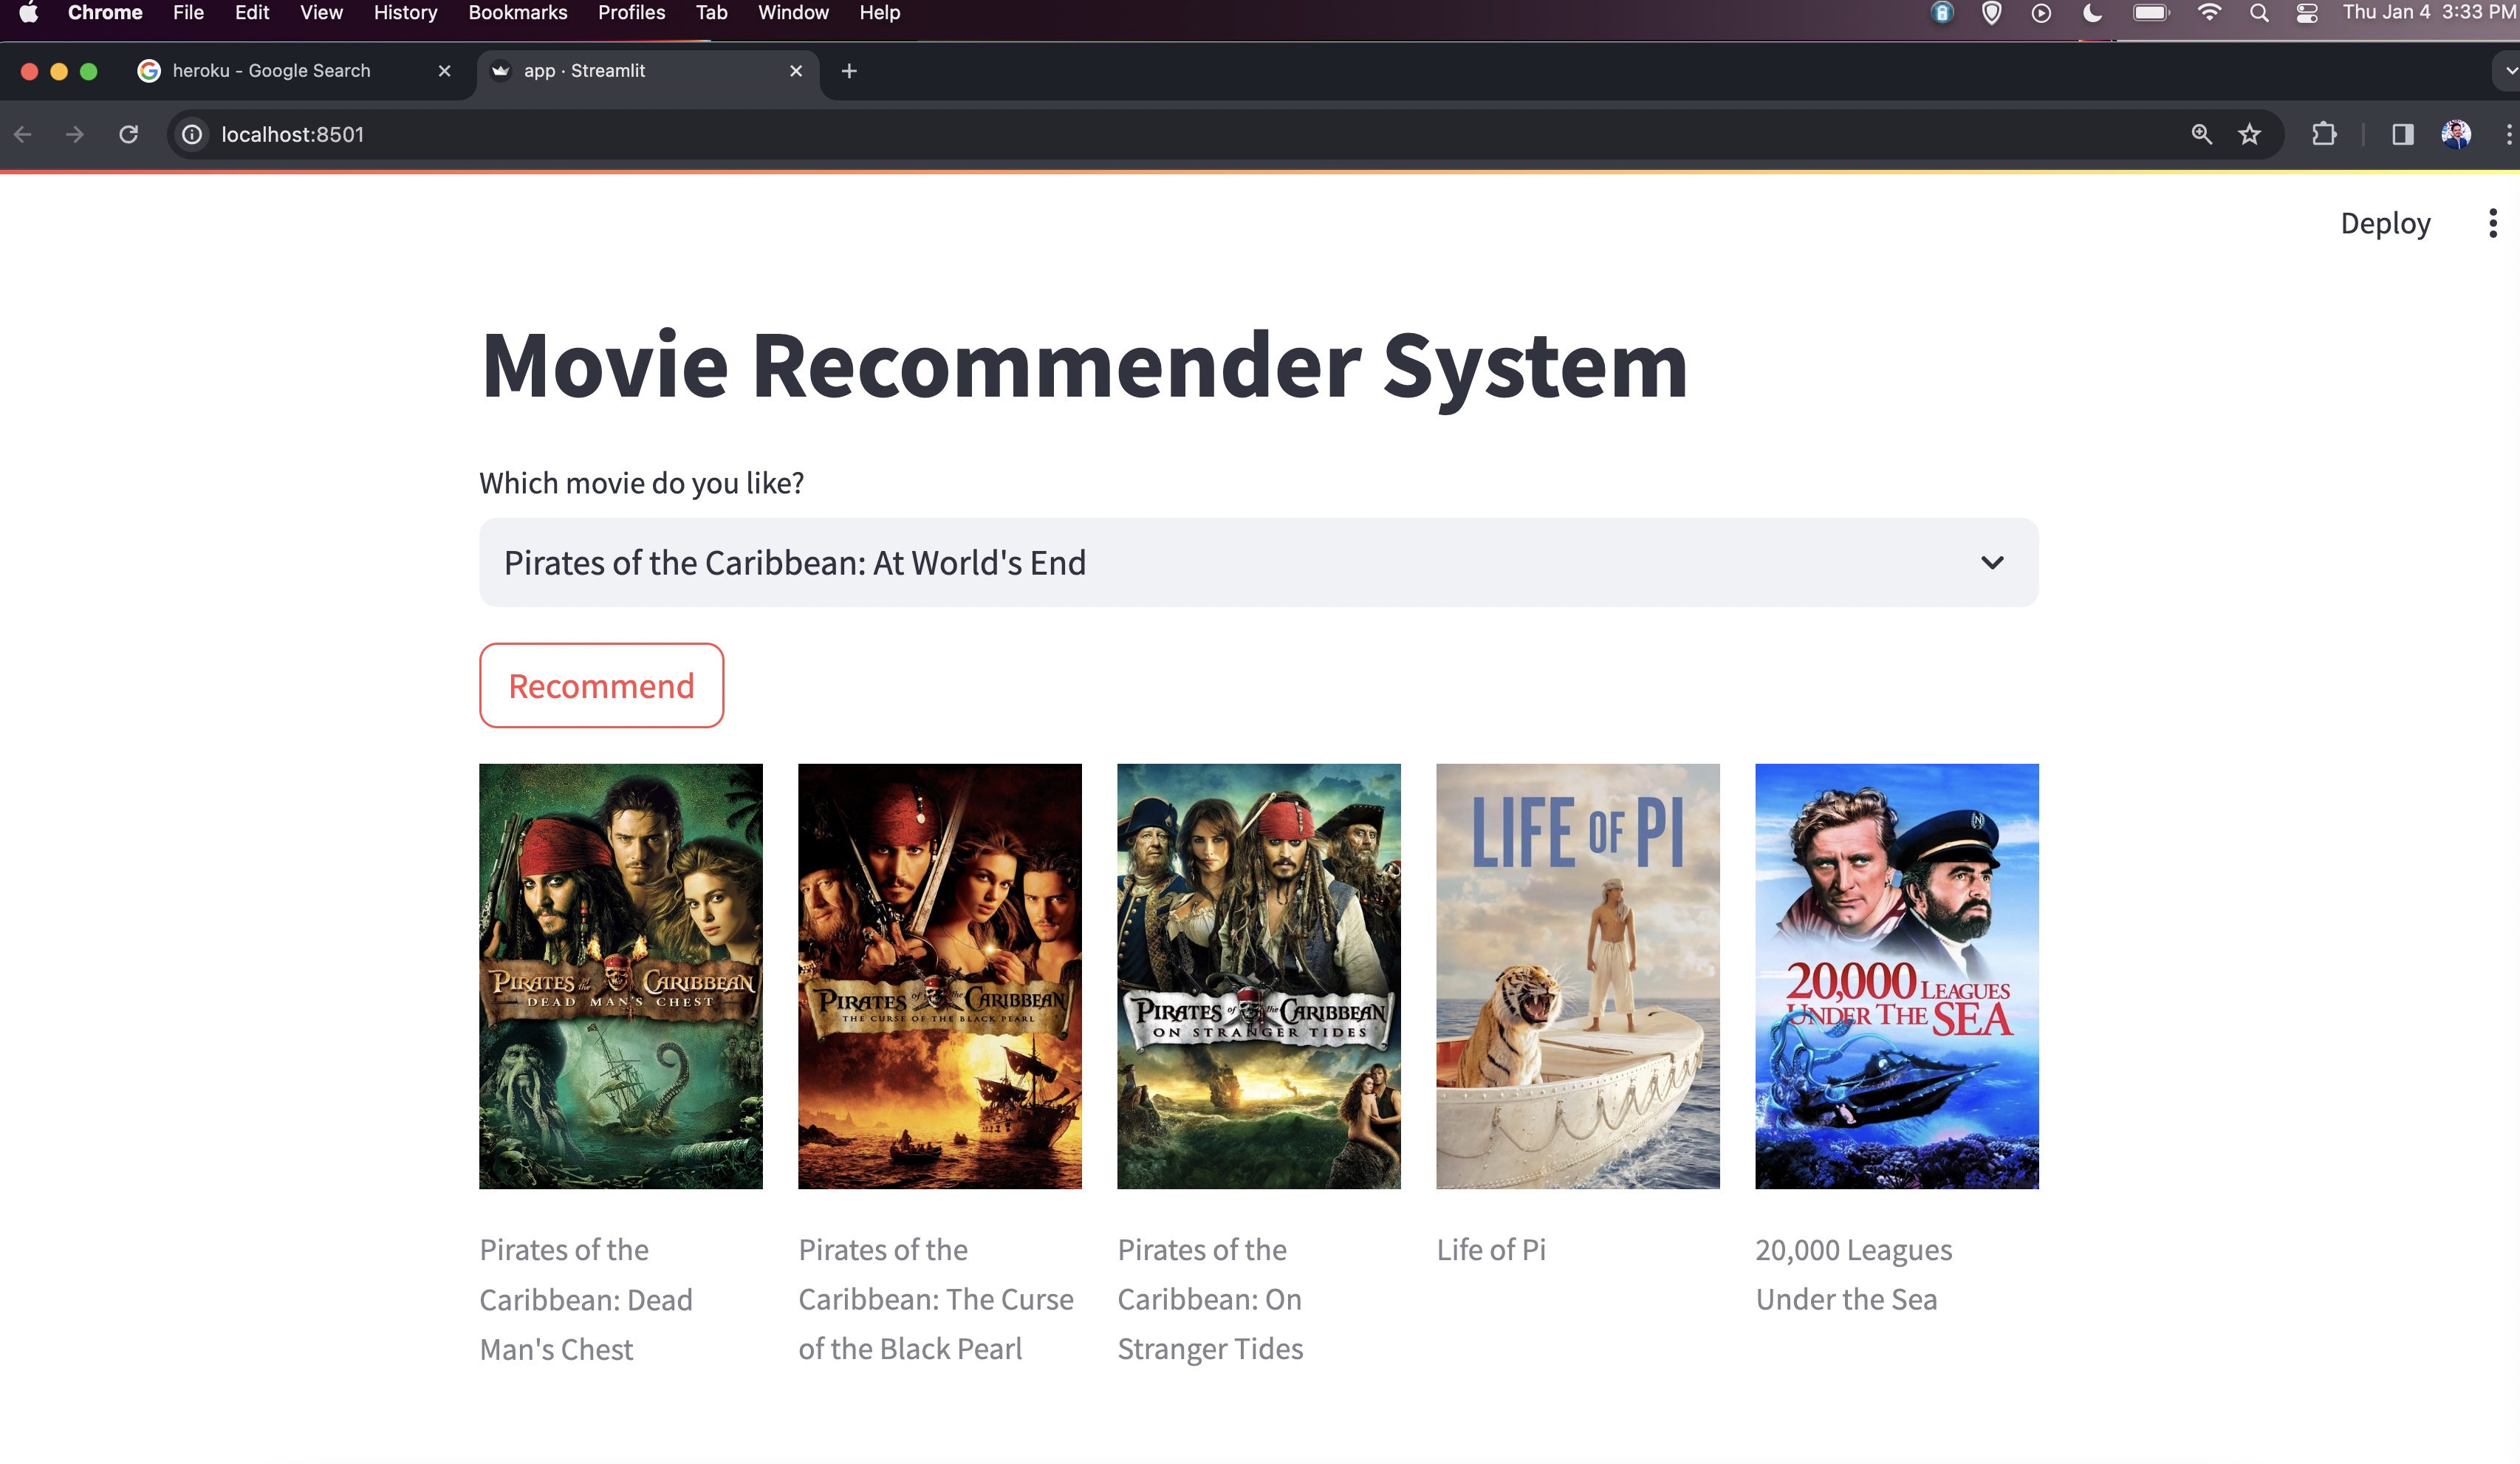 Chrome File Edit View History Bookmarks Profiles Tab Window Help Thu Jan 4 3:33 PM
heroku - Google Search
app · Streamlit
localhost:8501
Deploy
Movie Recommender System
Which movie do you like?
Pirates of the Caribbean: At World's End
Recommend
PIRATES of the CARIBBEAN
DEAD MAN'S CHEST
PIRATES of the CARIBBEAN
THE CURSE OF THE BLACK PEARL
PIRATES of the CARIBBEAN
ON STRANGER TIDES
LIFE OF PI
20,000 LEAGUES
UNDER THE SEA
Pirates of the
Caribbean: Dead
Man's Chest
Pirates of the
Caribbean: The Curse
of the Black Pearl
Pirates of the
Caribbean: On
Stranger Tides
Life of Pi
20,000 Leagues
Under the Sea